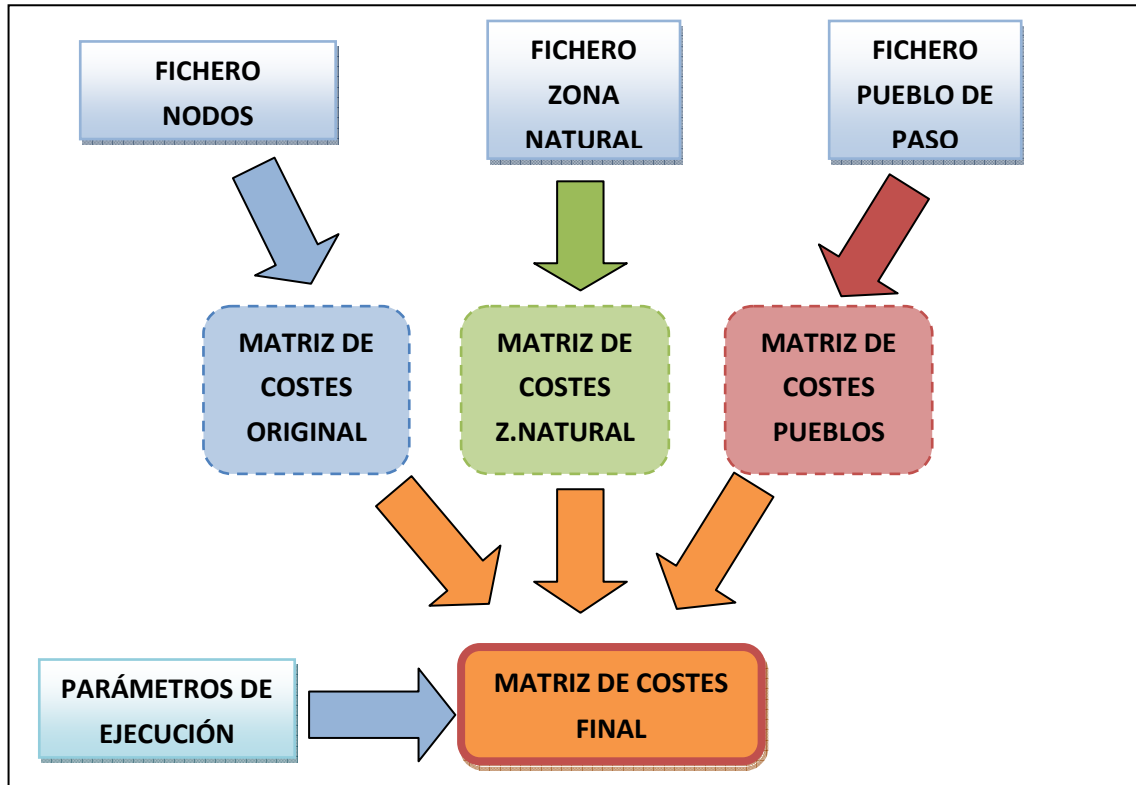 FICHERO
NODOS
FICHERO
ZONA
NATURAL
FICHERO
PUEBLO DE
PASO
MATRIZ DE
COSTES
ORIGINAL
MATRIZ DE
COSTES
Z.NATURAL
MATRIZ DE
COSTES
PUEBLOS
PARÁMETROS DE
EJECUCIÓN
MATRIZ DE COSTES
FINAL